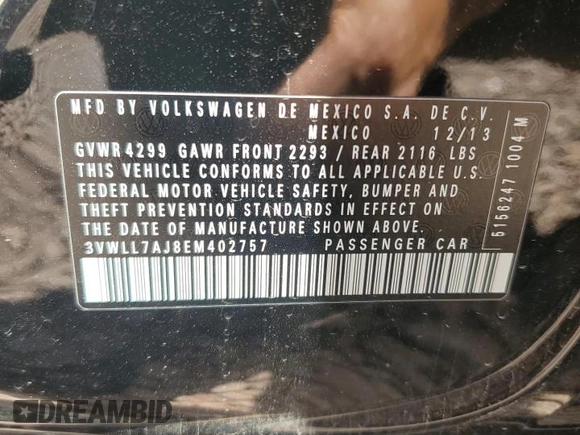 MFD BY VOLKSWAGEN DE MEXICO S.A. DE C.V.
MEXICO 12/13
GVWR 4299 GAWR FRONT 2293 / REAR 2116 LBS
THIS VEHICLE CONFORMS TO ALL APPLICABLE U.S.
FEDERAL MOTOR VEHICLE SAFETY, BUMPER AND
THEFT PREVENTION STANDARDS IN EFFECT ON
THE DATE OF MANUFACTURE SHOWN ABOVE.
3VWLL7AJ8EM402757 PASSENGER CAR
5156247 1004 M
DREAMBID